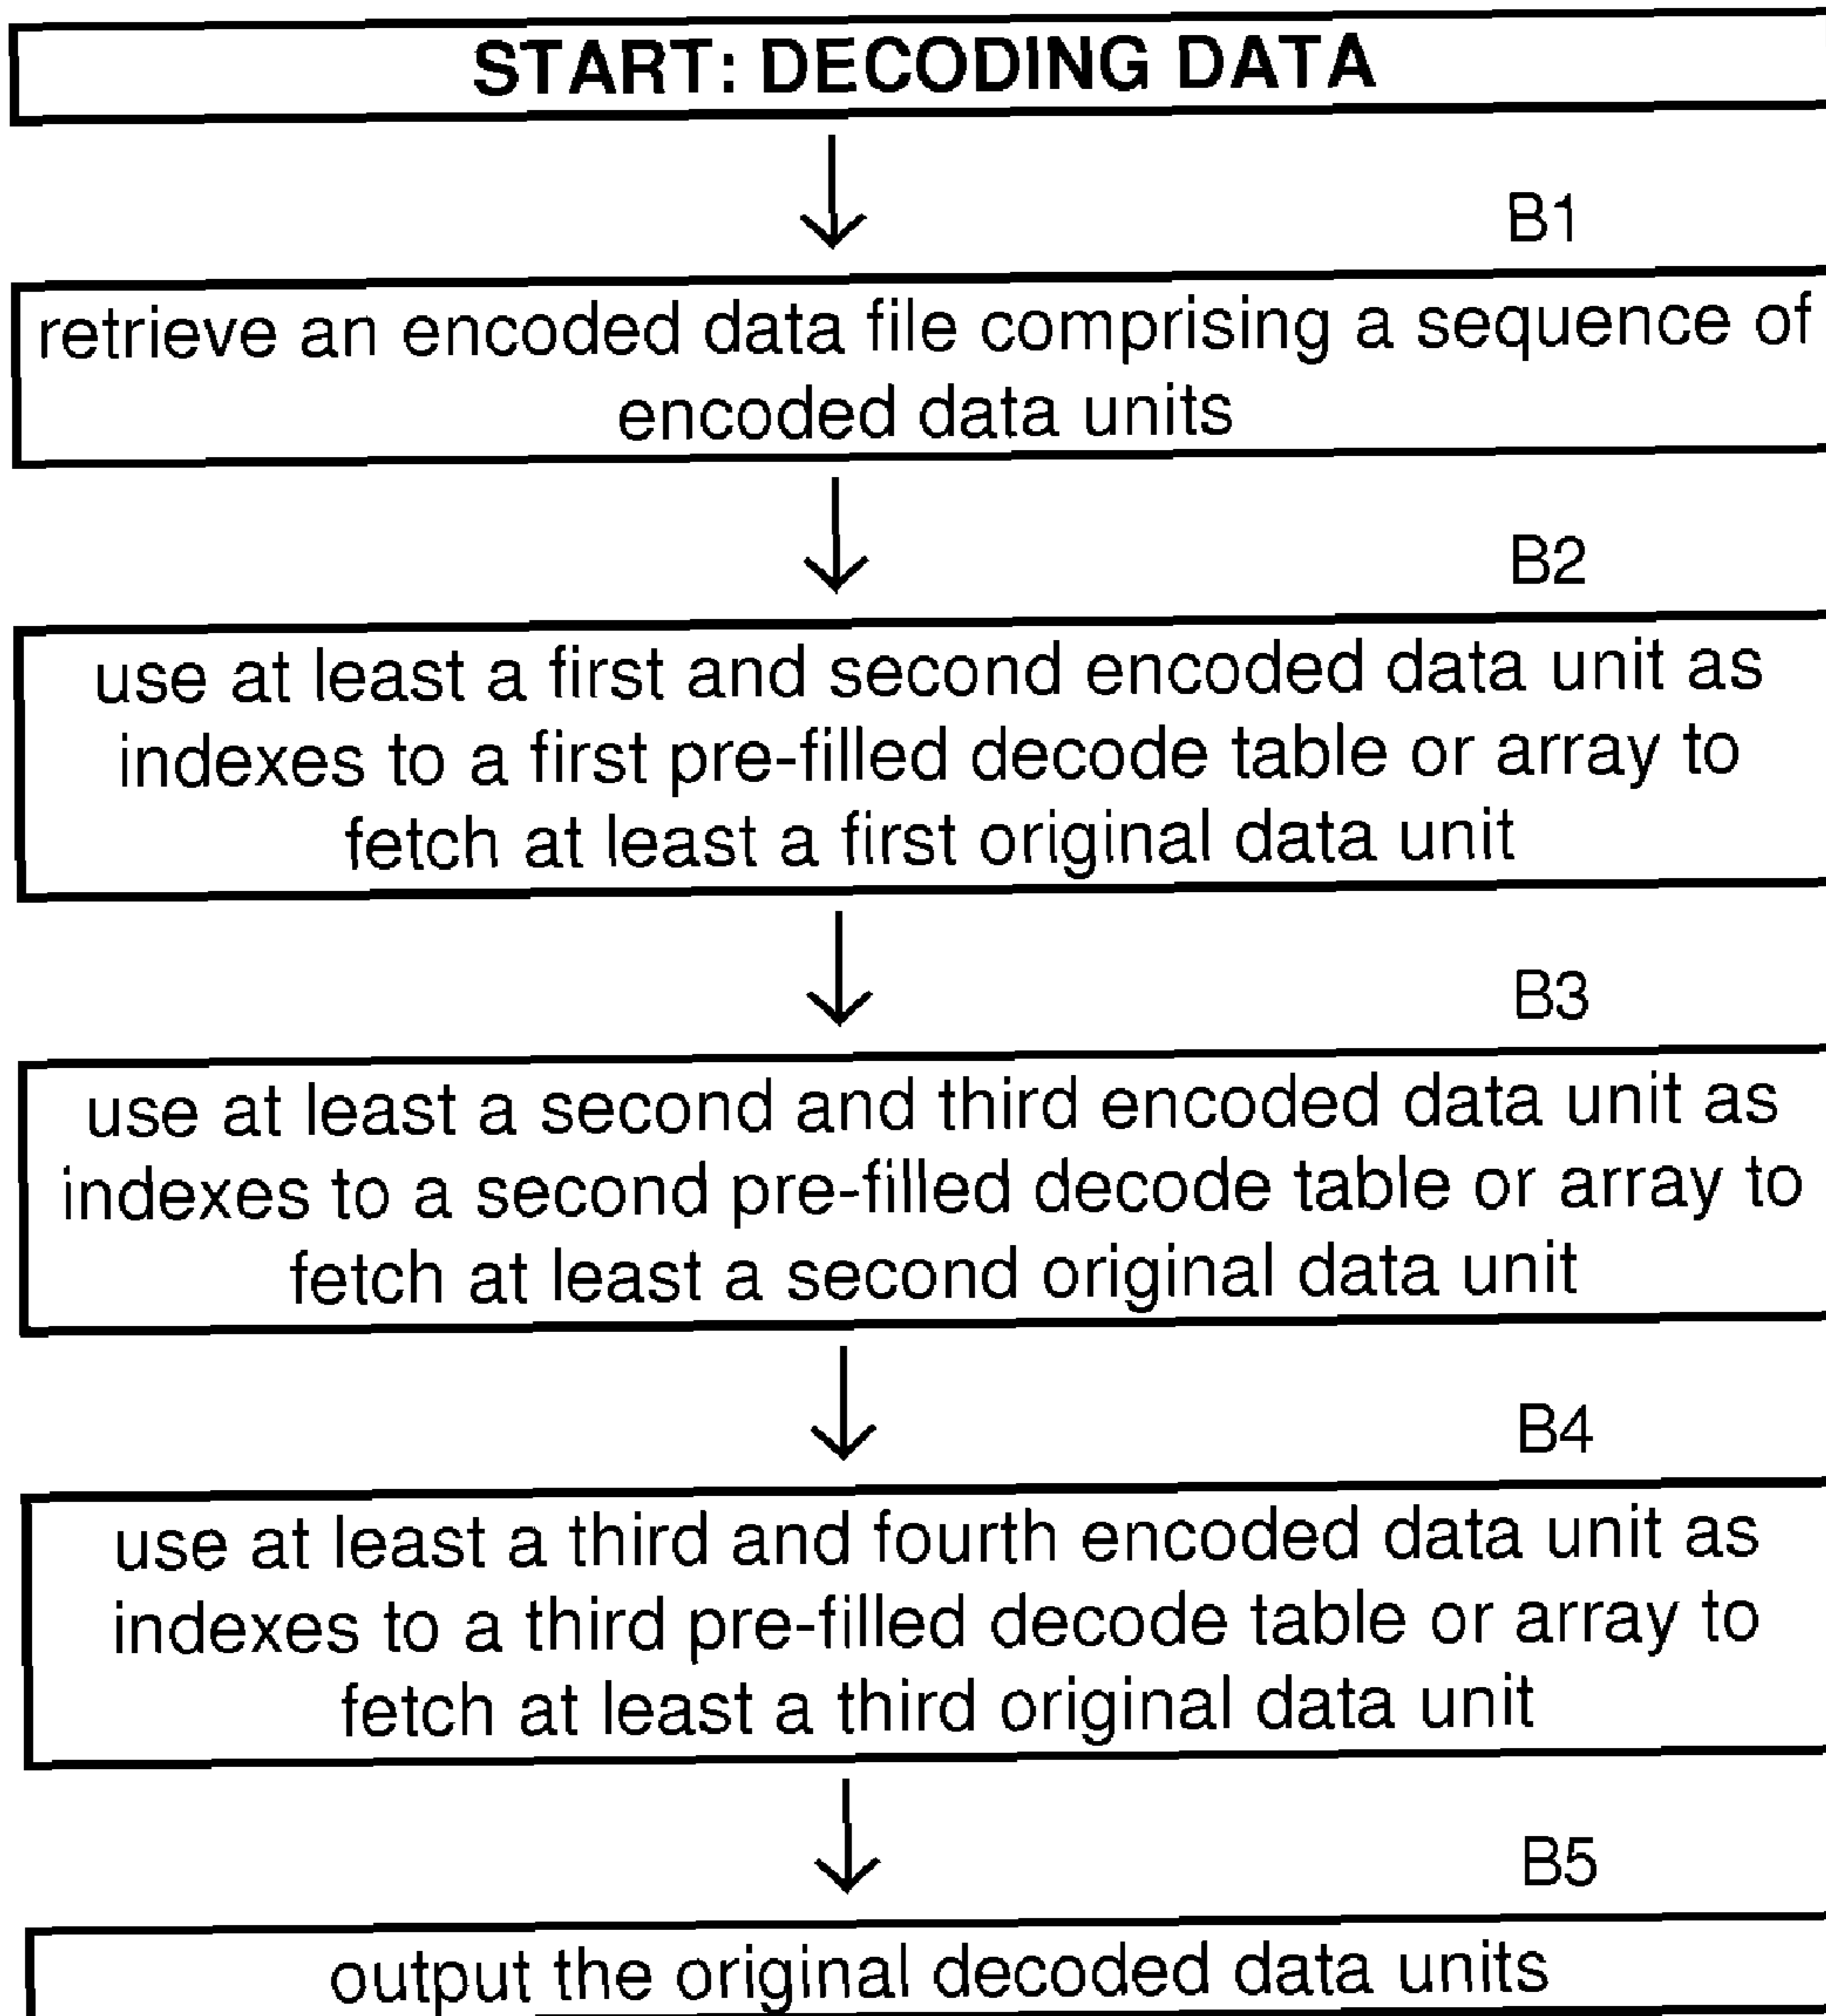 START: DECODING DATA
B1
retrieve an encoded data file comprising a sequence of
encoded data units
B2
use at least a first and second encoded data unit as
indexes to a first pre-filled decode table or array to
fetch at least a first original data unit
B3
use at least a second and third encoded data unit as
indexes to a second pre-filled decode table or array to
fetch at least a second original data unit
B4
use at least a third and fourth encoded data unit as
indexes to a third pre-filled decode table or array to
fetch at least a third original data unit
B5
output the original decoded data units